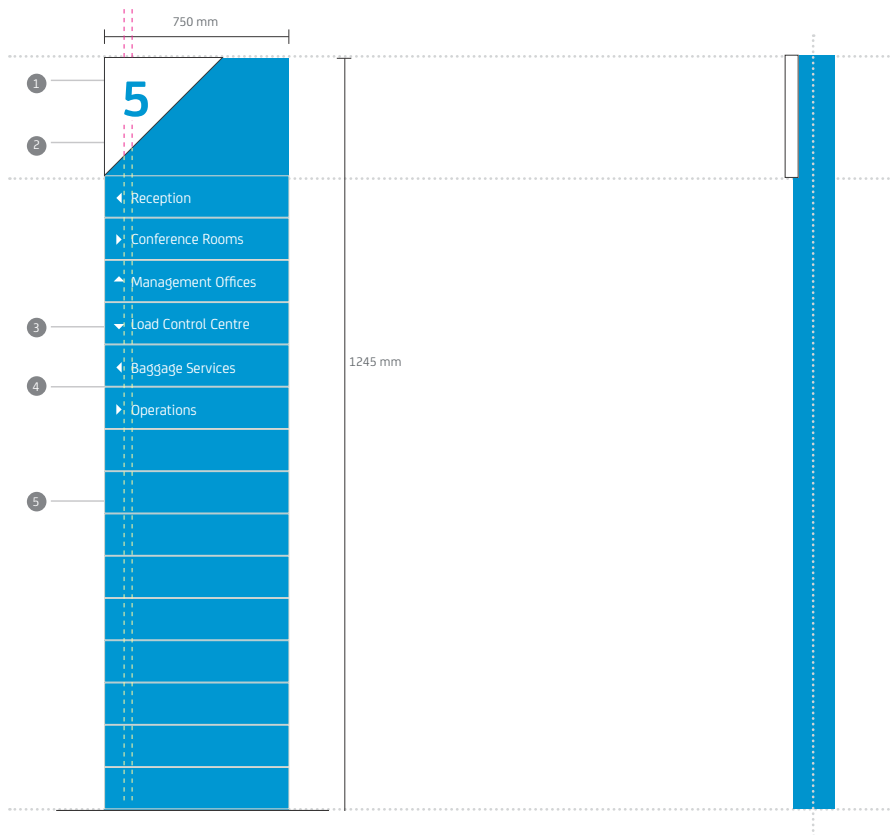 750 mm
1
5
2
Reception
Conference Rooms
Management Offices
3
Load Control Centre
1245 mm
Baggage Services
4
Operations
5